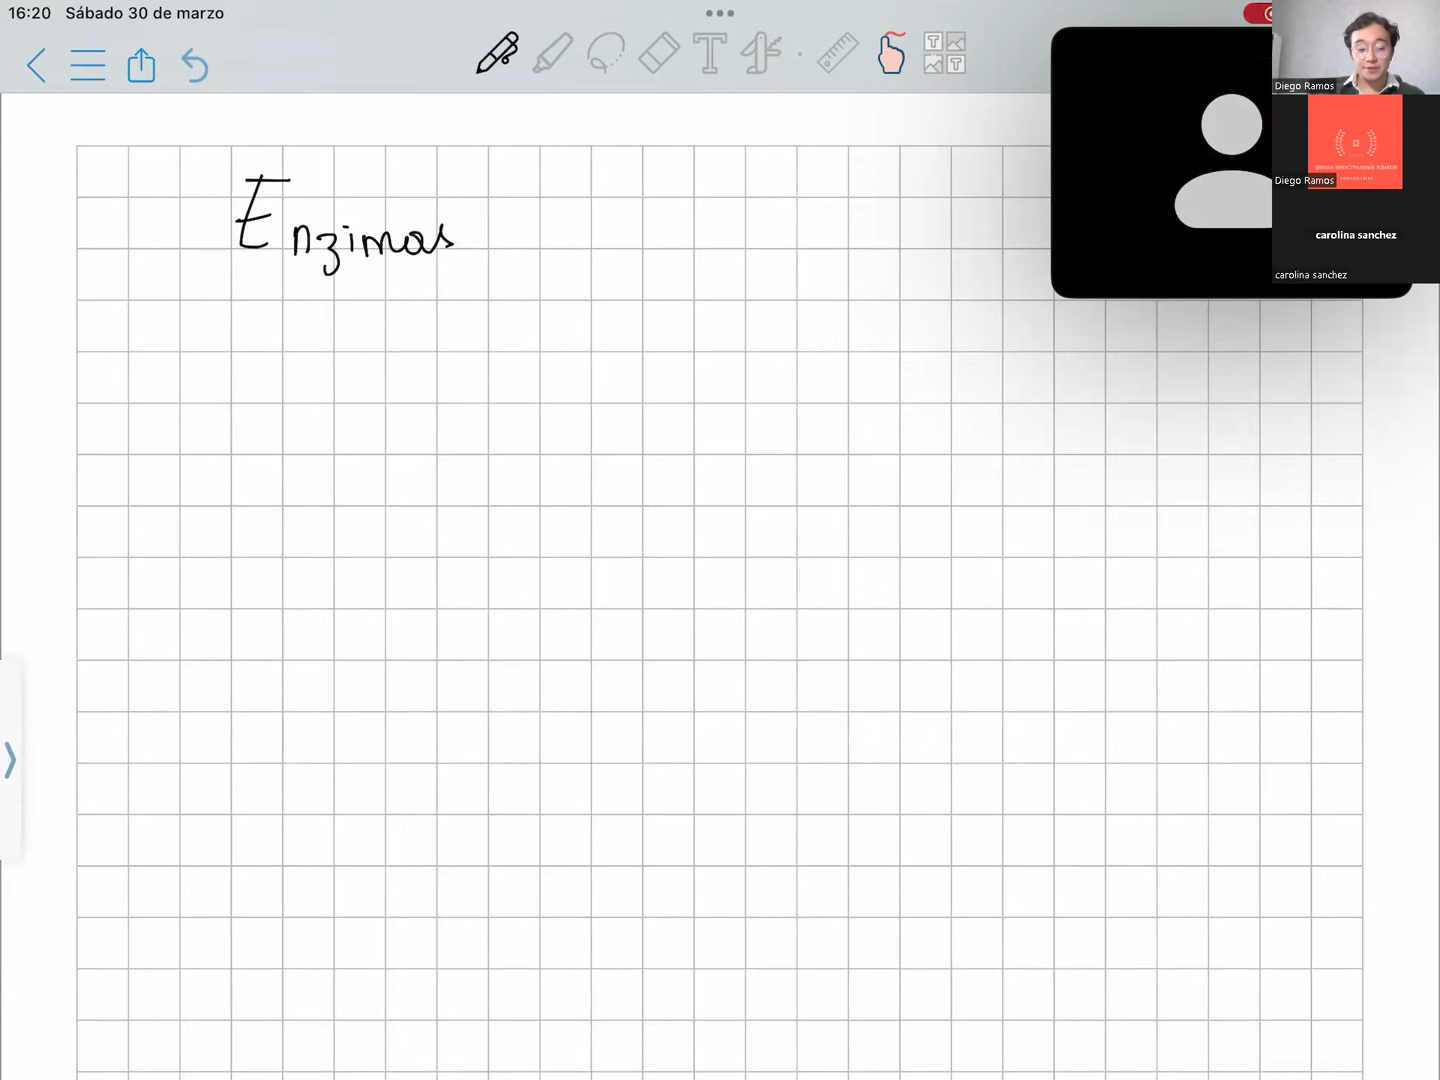 16:20 Sábado 30 de marzo
Diego Ramos
Diego Ramos
carolina sanchez
carolina sanchez
T
T
T
Enzimas